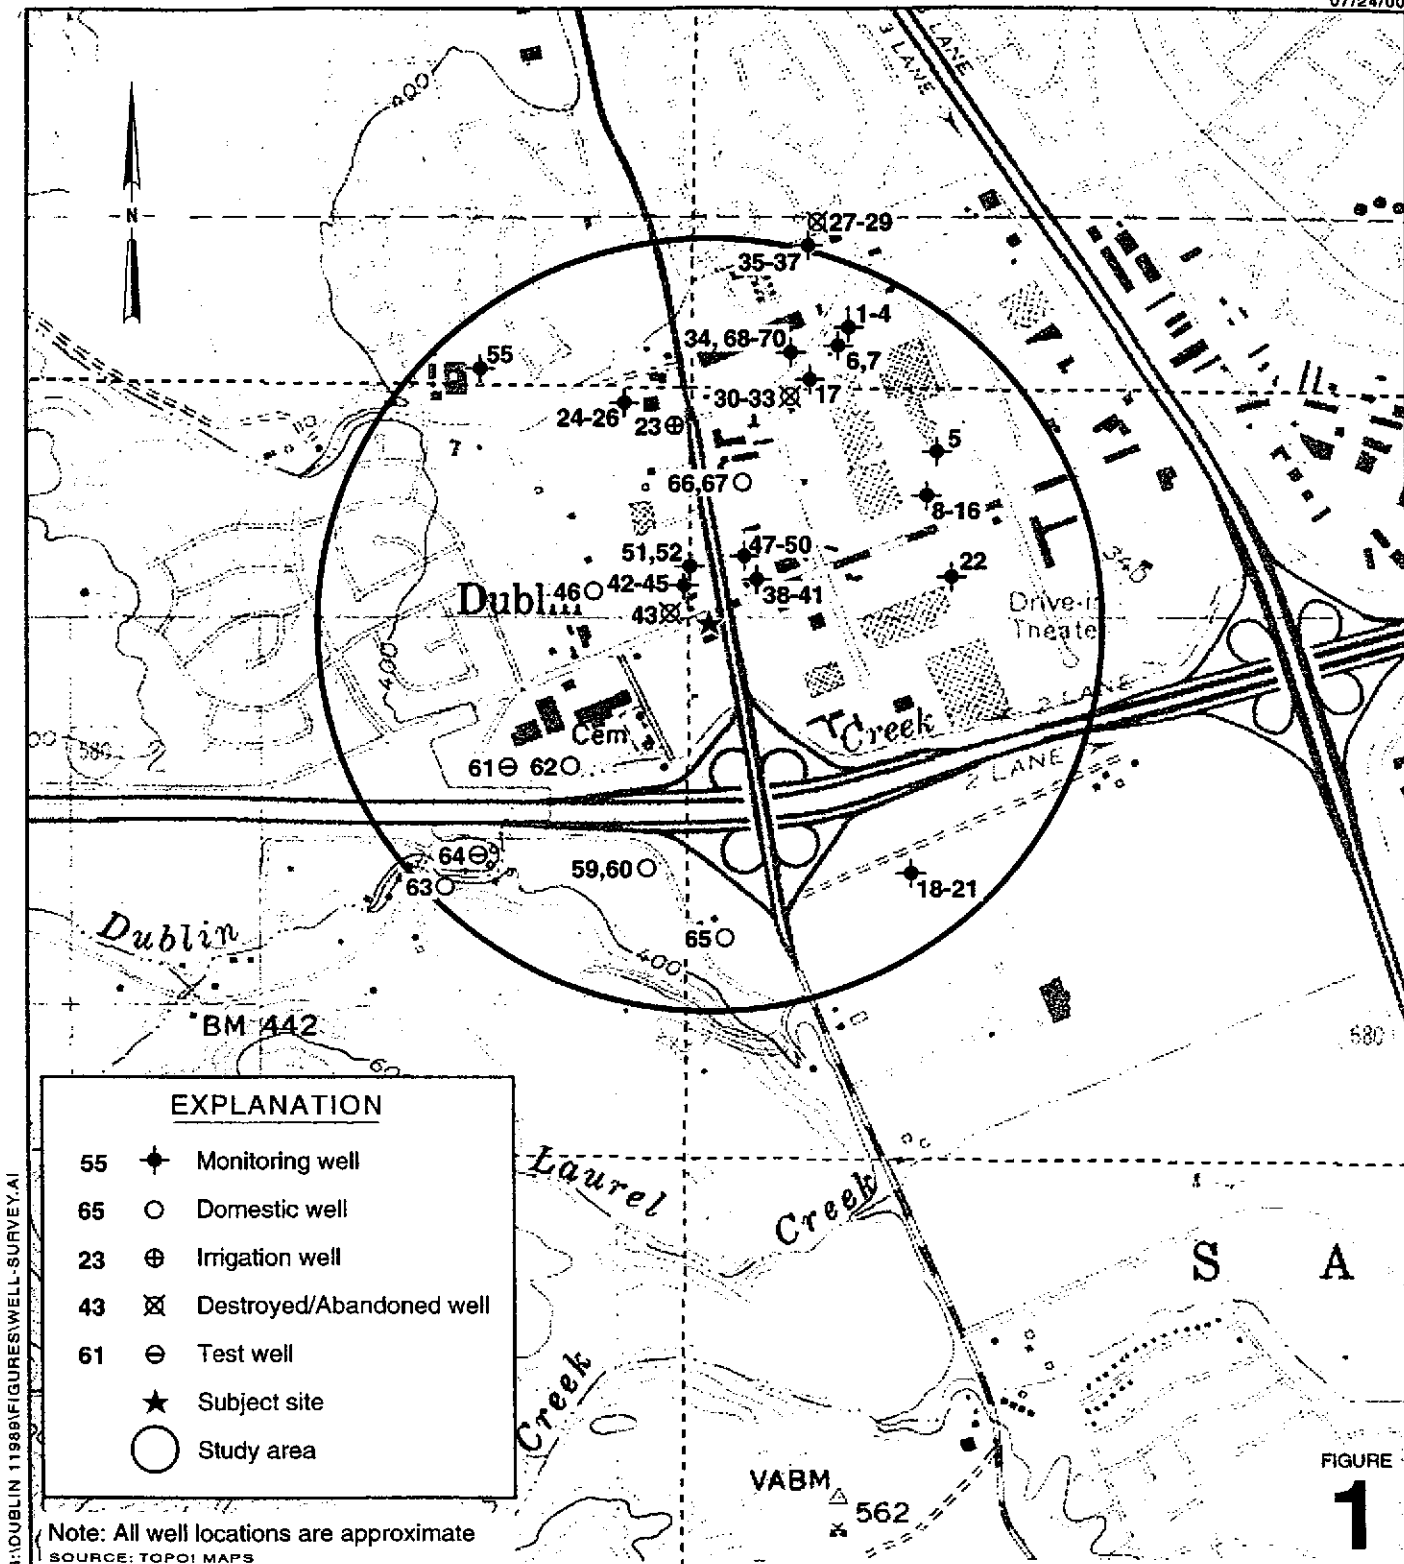 07/24/00
3 LANE
LANE
400
N
27-29
35-37
1-4
34, 68-70
6,7
55
17
30-33
24-26
23
5
7
66,67
8-16
47-50
51,52
22
345
42-45
46
38-41
Dubl
43
Drive-in
Theater
400
2 LANE
Creek
Cem
580
61
62
2 LANE
64
59,60
63
18-21
Dublin
65
400
BM 442
580
60
EXPLANATION
55 Monitoring well
65 Domestic well
23 Irrigation well
43 Destroyed/Abandoned well
61 Test well
Subject site
Study area
Laurel
Creek
S A
Creek
VABM
562
FIGURE
1
Note: All well locations are approximate
SOURCE: TOPO! MAPS
:\DUBLIN 11989\FIGURES\WELL-SURVEY.AI